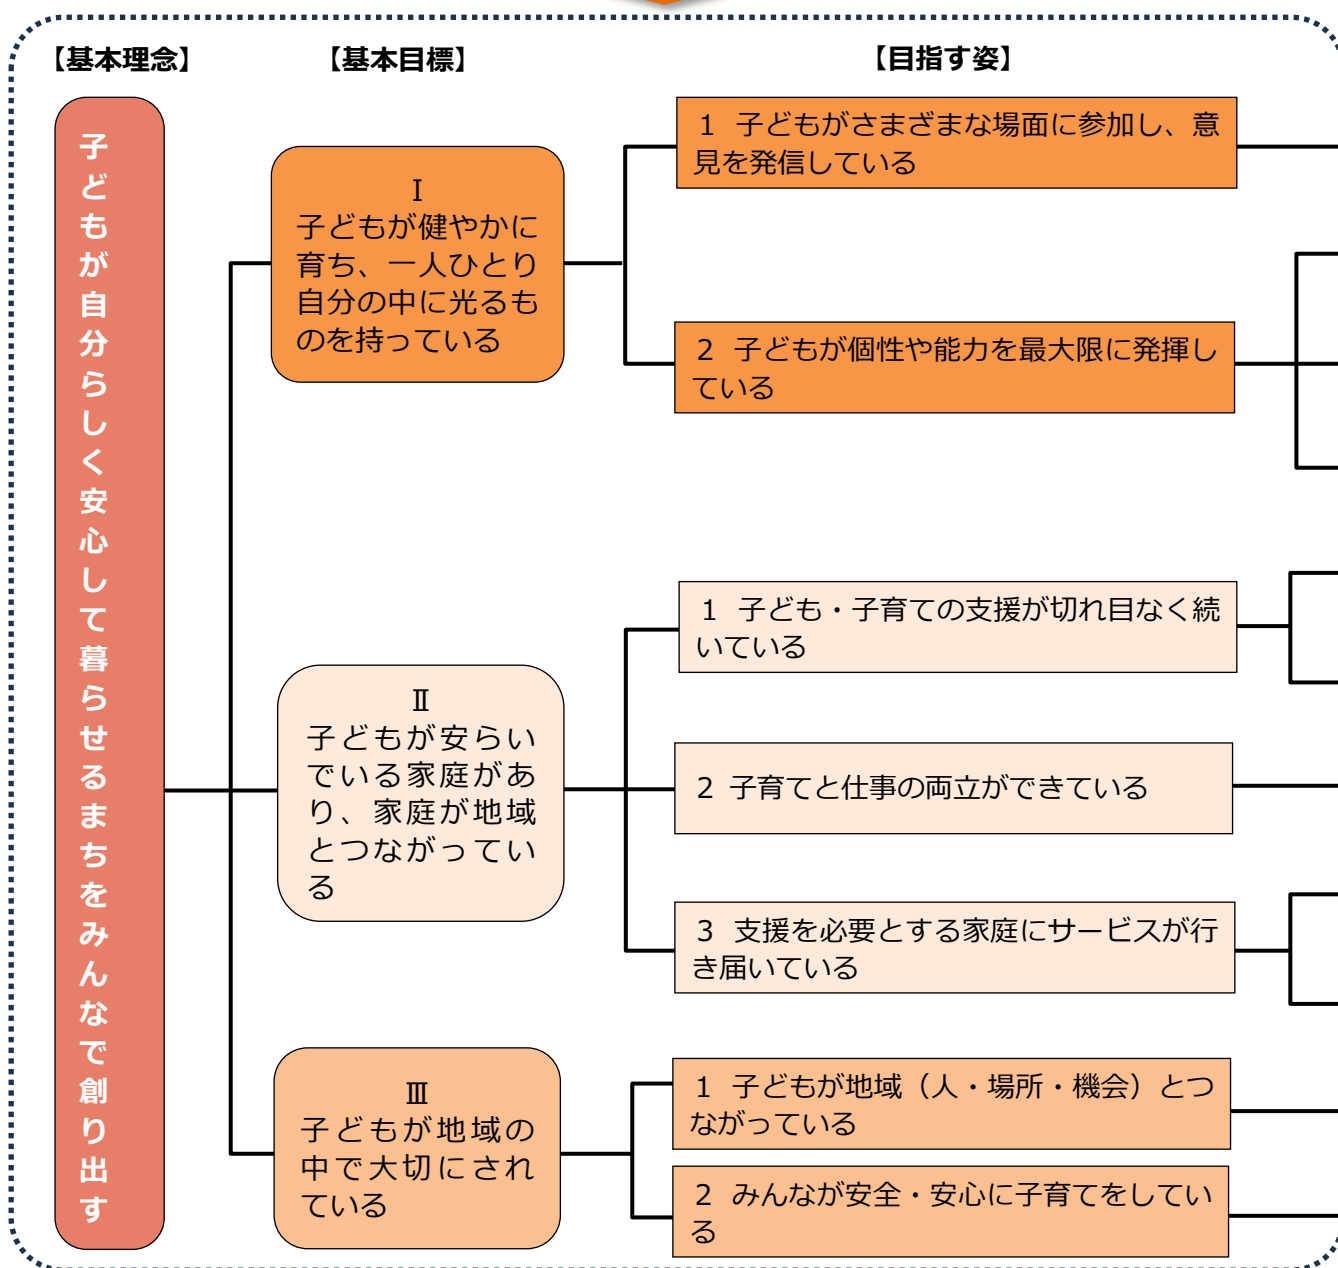 【基本理念】
【基本目標】
【目指す姿】
子どもが自分らしく安心して暮らせるまちをみんなで創り出す
Ⅰ
子どもが健やかに
育ち、一人ひとり
自分の中に光るも
のを持っている
1 子どもがさまざまな場面に参加し、意
見を発信している
2 子どもが個性や能力を最大限に発揮し
ている
Ⅱ
子どもが安らい
でいる家庭があ
り、家庭が地域
とつながってい
る
1 子ども・子育ての支援が切れ目なく続
いている
2 子育てと仕事の両立ができている
3 支援を必要とする家庭にサービスが行
き届いている
Ⅲ
子どもが地域の
中で大切にされ
ている
1 子どもが地域（人・場所・機会）とつ
ながっている
2 みんなが安全・安心に子育てをしてい
る